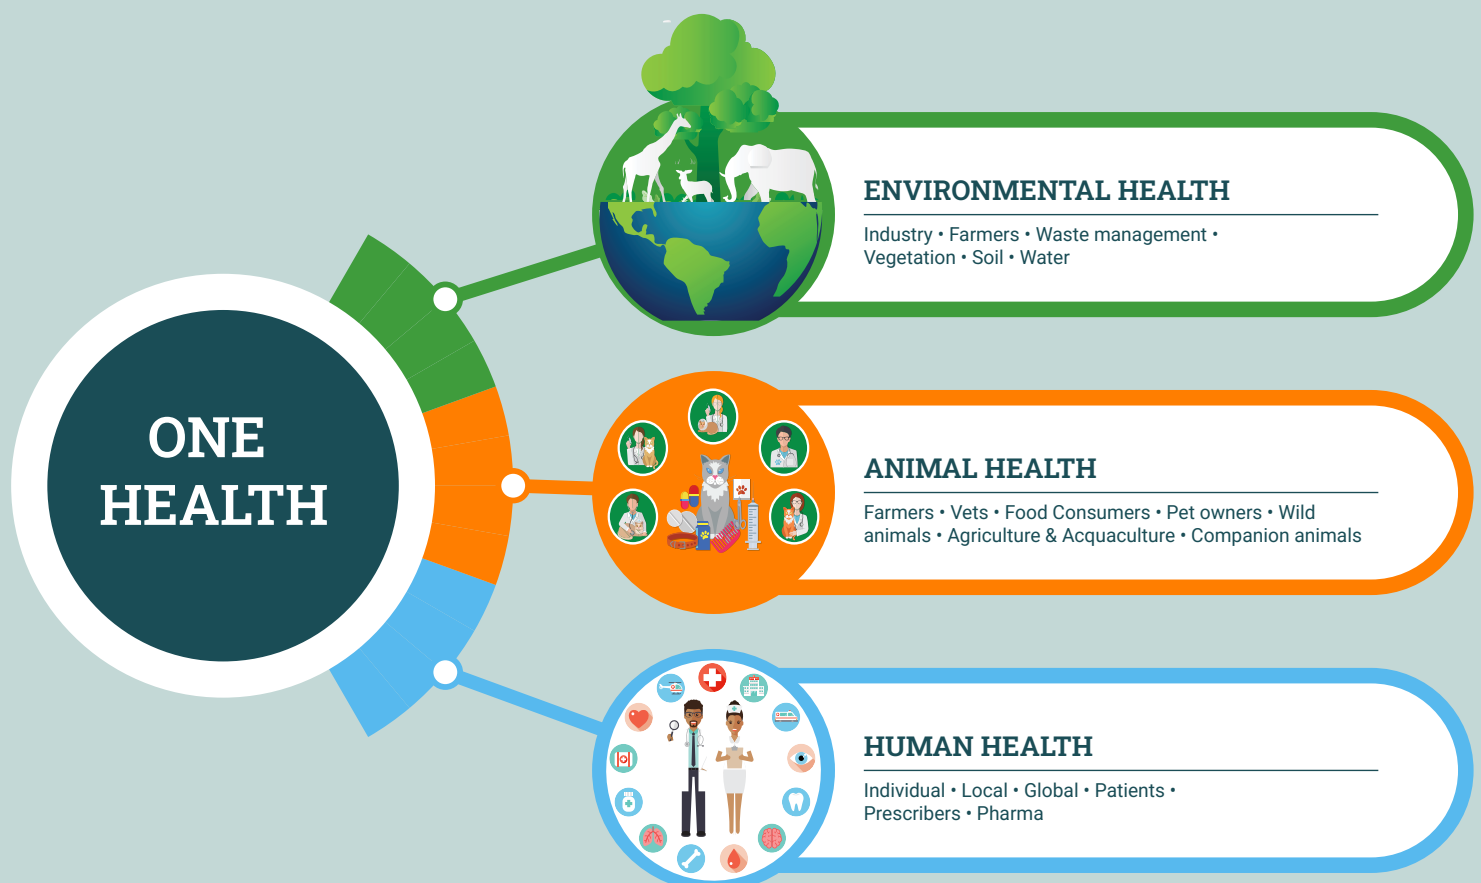 ONE
HEALTH
ENVIRONMENTAL HEALTH
Industry • Farmers • Waste management •
Vegetation • Soil • Water
ANIMAL HEALTH
Farmers • Vets • Food Consumers • Pet owners • Wild
animals • Agriculture & Acquaculture • Companion animals
HUMAN HEALTH
Individual • Local • Global • Patients •
Prescribers • Pharma